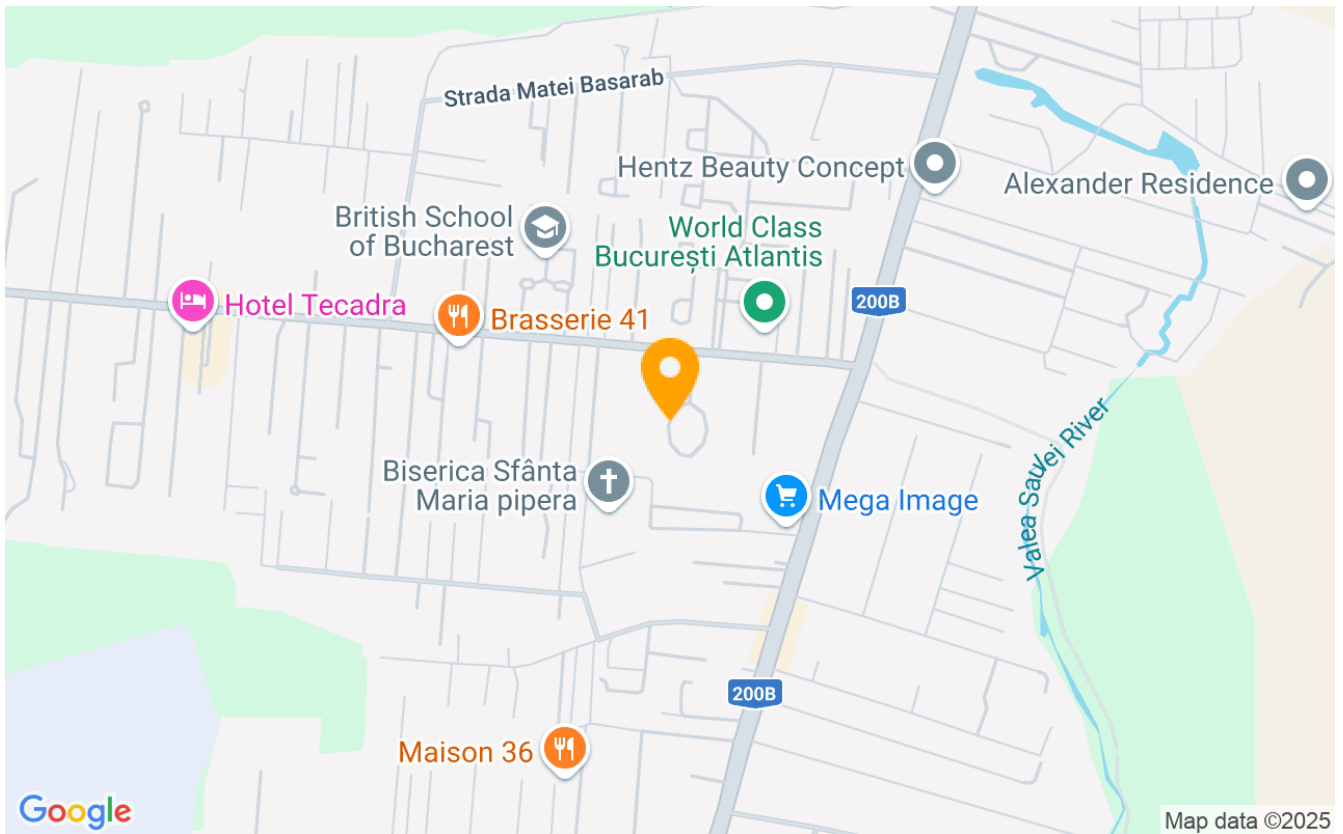 Strada Matei Basarab
Hentz Beauty Concept
Alexander Residence
British School
of Bucharest
World Class
București Atlantis
200B
Hotel Tecadra
Brasserie 41
Biserica Sfânta
Maria pipera
Mega Image
Valea Saulei River
200B
Maison 36
Google
Map data ©2025